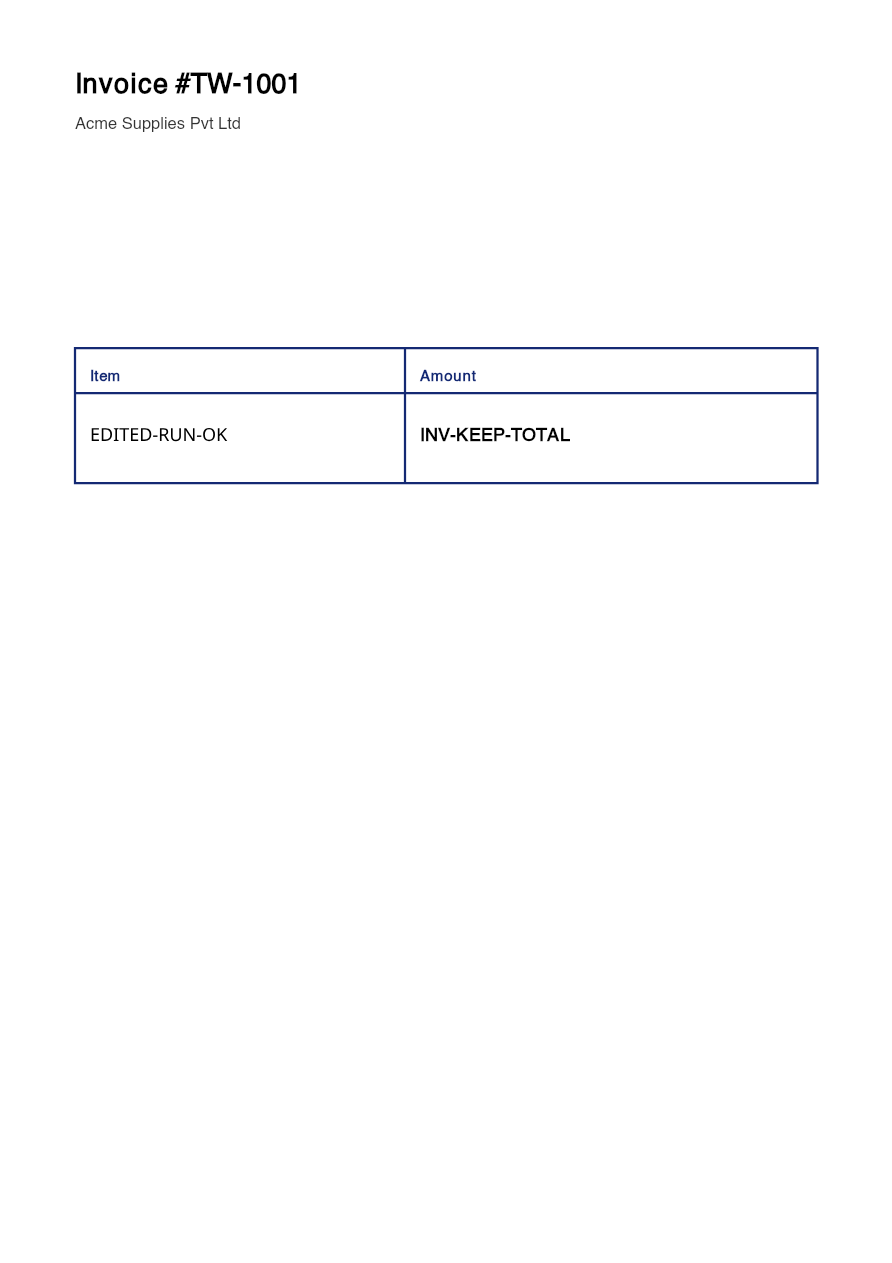 Invoice #TW-1001
Acme Supplies Pvt Ltd
Item Amount
EDITED-RUN-OK INV-KEEP-TOTAL